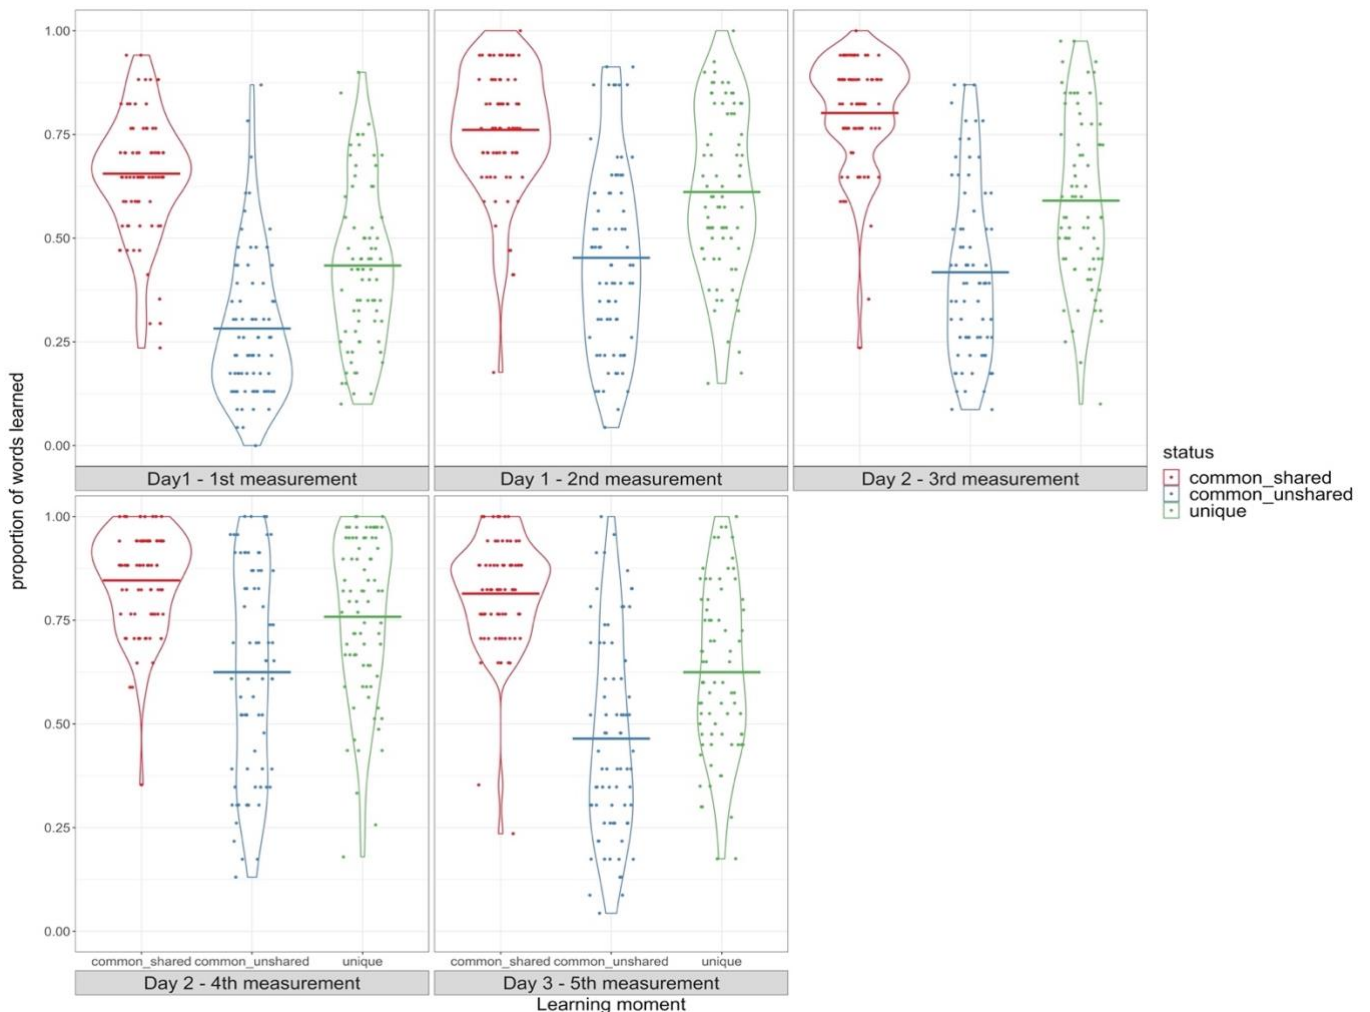 proportion of words learned
1.00
0.75
0.50
0.25
0.00
Day1 - 1st measurement
Day 1 - 2nd measurement
Day 2 - 3rd measurement
status
common_shared
common_unshared
unique
1.00
0.75
0.50
0.25
0.00
common_shared common_unshared unique
common_shared common_unshared unique
Day 2 - 4th measurement
Day 3 - 5th measurement
Learning moment